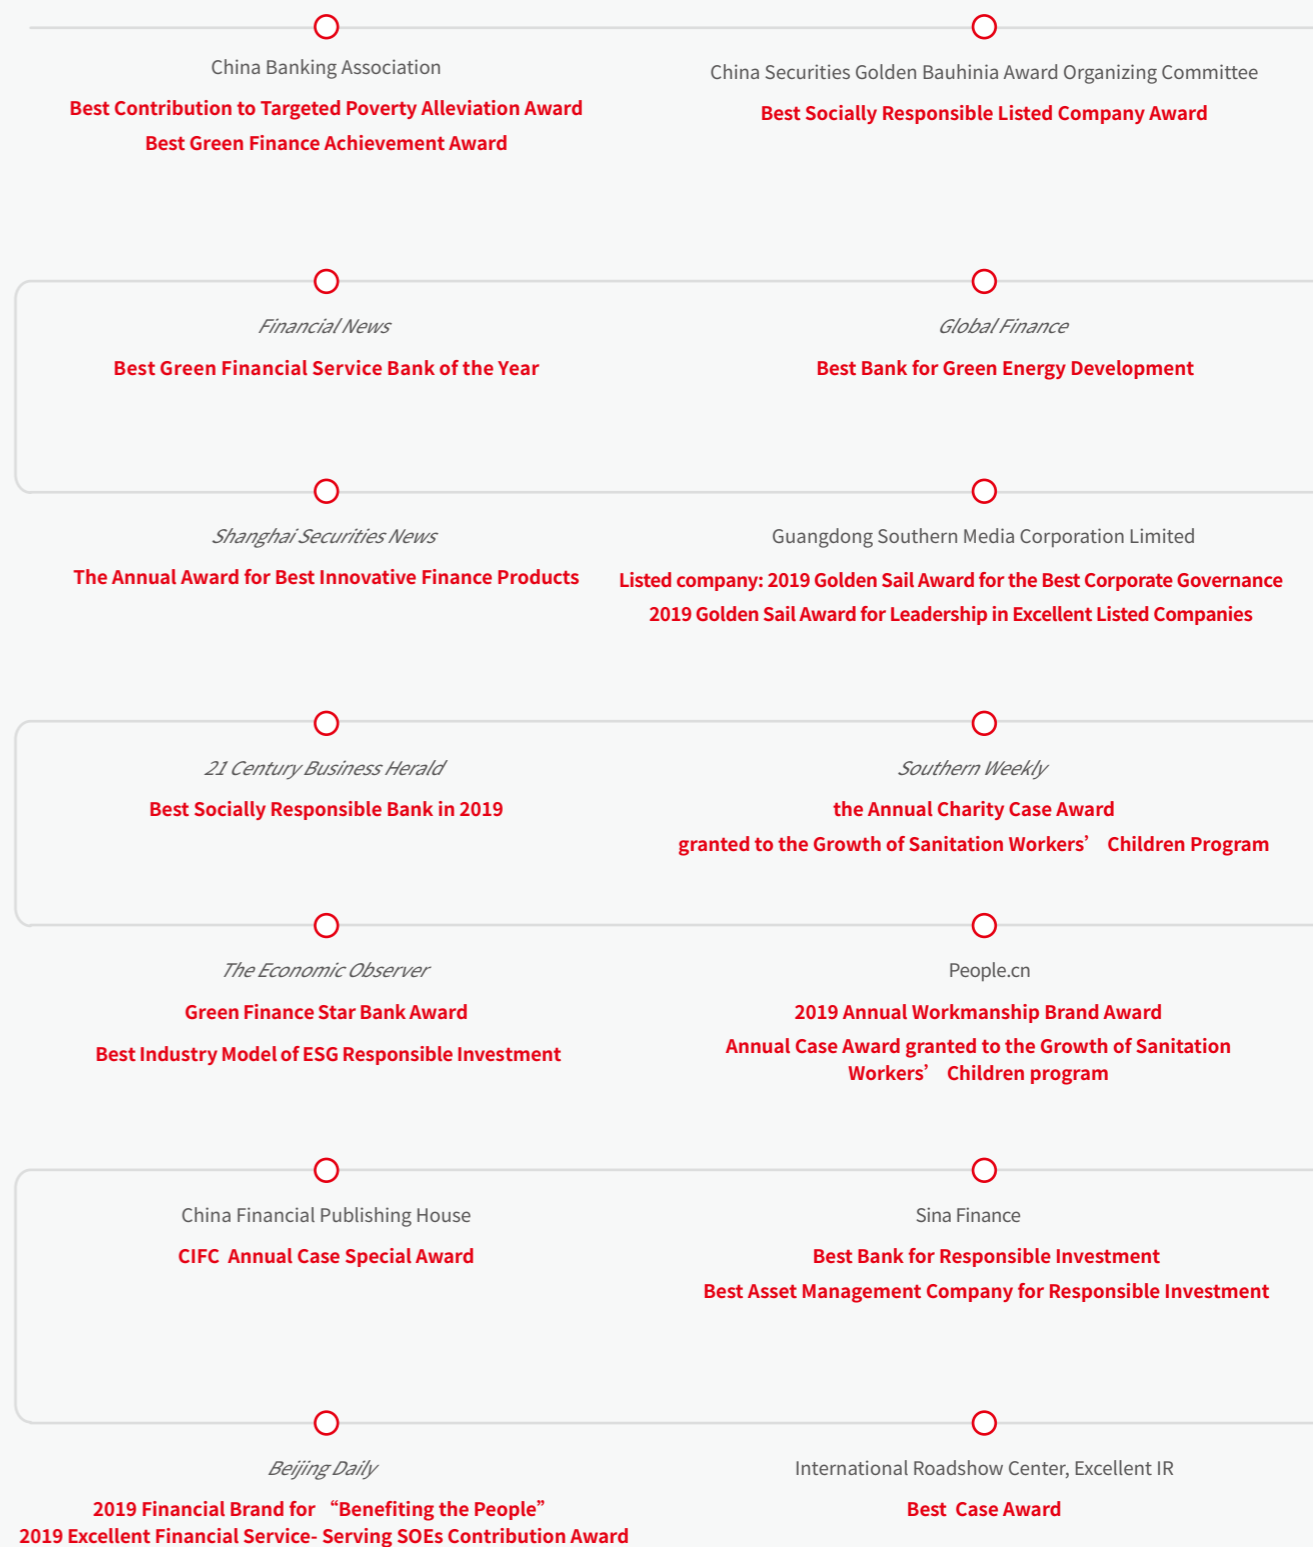 China Banking Association
Best Contribution to Targeted Poverty Alleviation Award
Best Green Finance Achievement Award
China Securities Golden Bauhinia Award Organizing Committee
Best Socially Responsible Listed Company Award
Financial News
Best Green Financial Service Bank of the Year
Global Finance
Best Bank for Green Energy Development
Shanghai Securities News
The Annual Award for Best Innovative Finance Products
Guangdong Southern Media Corporation Limited
Listed company: 2019 Golden Sail Award for the Best Corporate Governance
2019 Golden Sail Award for Leadership in Excellent Listed Companies
21 Century Business Herald
Best Socially Responsible Bank in 2019
Southern Weekly
the Annual Charity Case Award
granted to the Growth of Sanitation Workers’ Children Program
The Economic Observer
Green Finance Star Bank Award
Best Industry Model of ESG Responsible Investment
People.cn
2019 Annual Workmanship Brand Award
Annual Case Award granted to the Growth of Sanitation
Workers’ Children program
China Financial Publishing House
CIFC Annual Case Special Award
Sina Finance
Best Bank for Responsible Investment
Best Asset Management Company for Responsible Investment
Beijing Daily
2019 Financial Brand for “Benefiting the People”
2019 Excellent Financial Service- Serving SOEs Contribution Award
International Roadshow Center, Excellent IR
Best Case Award